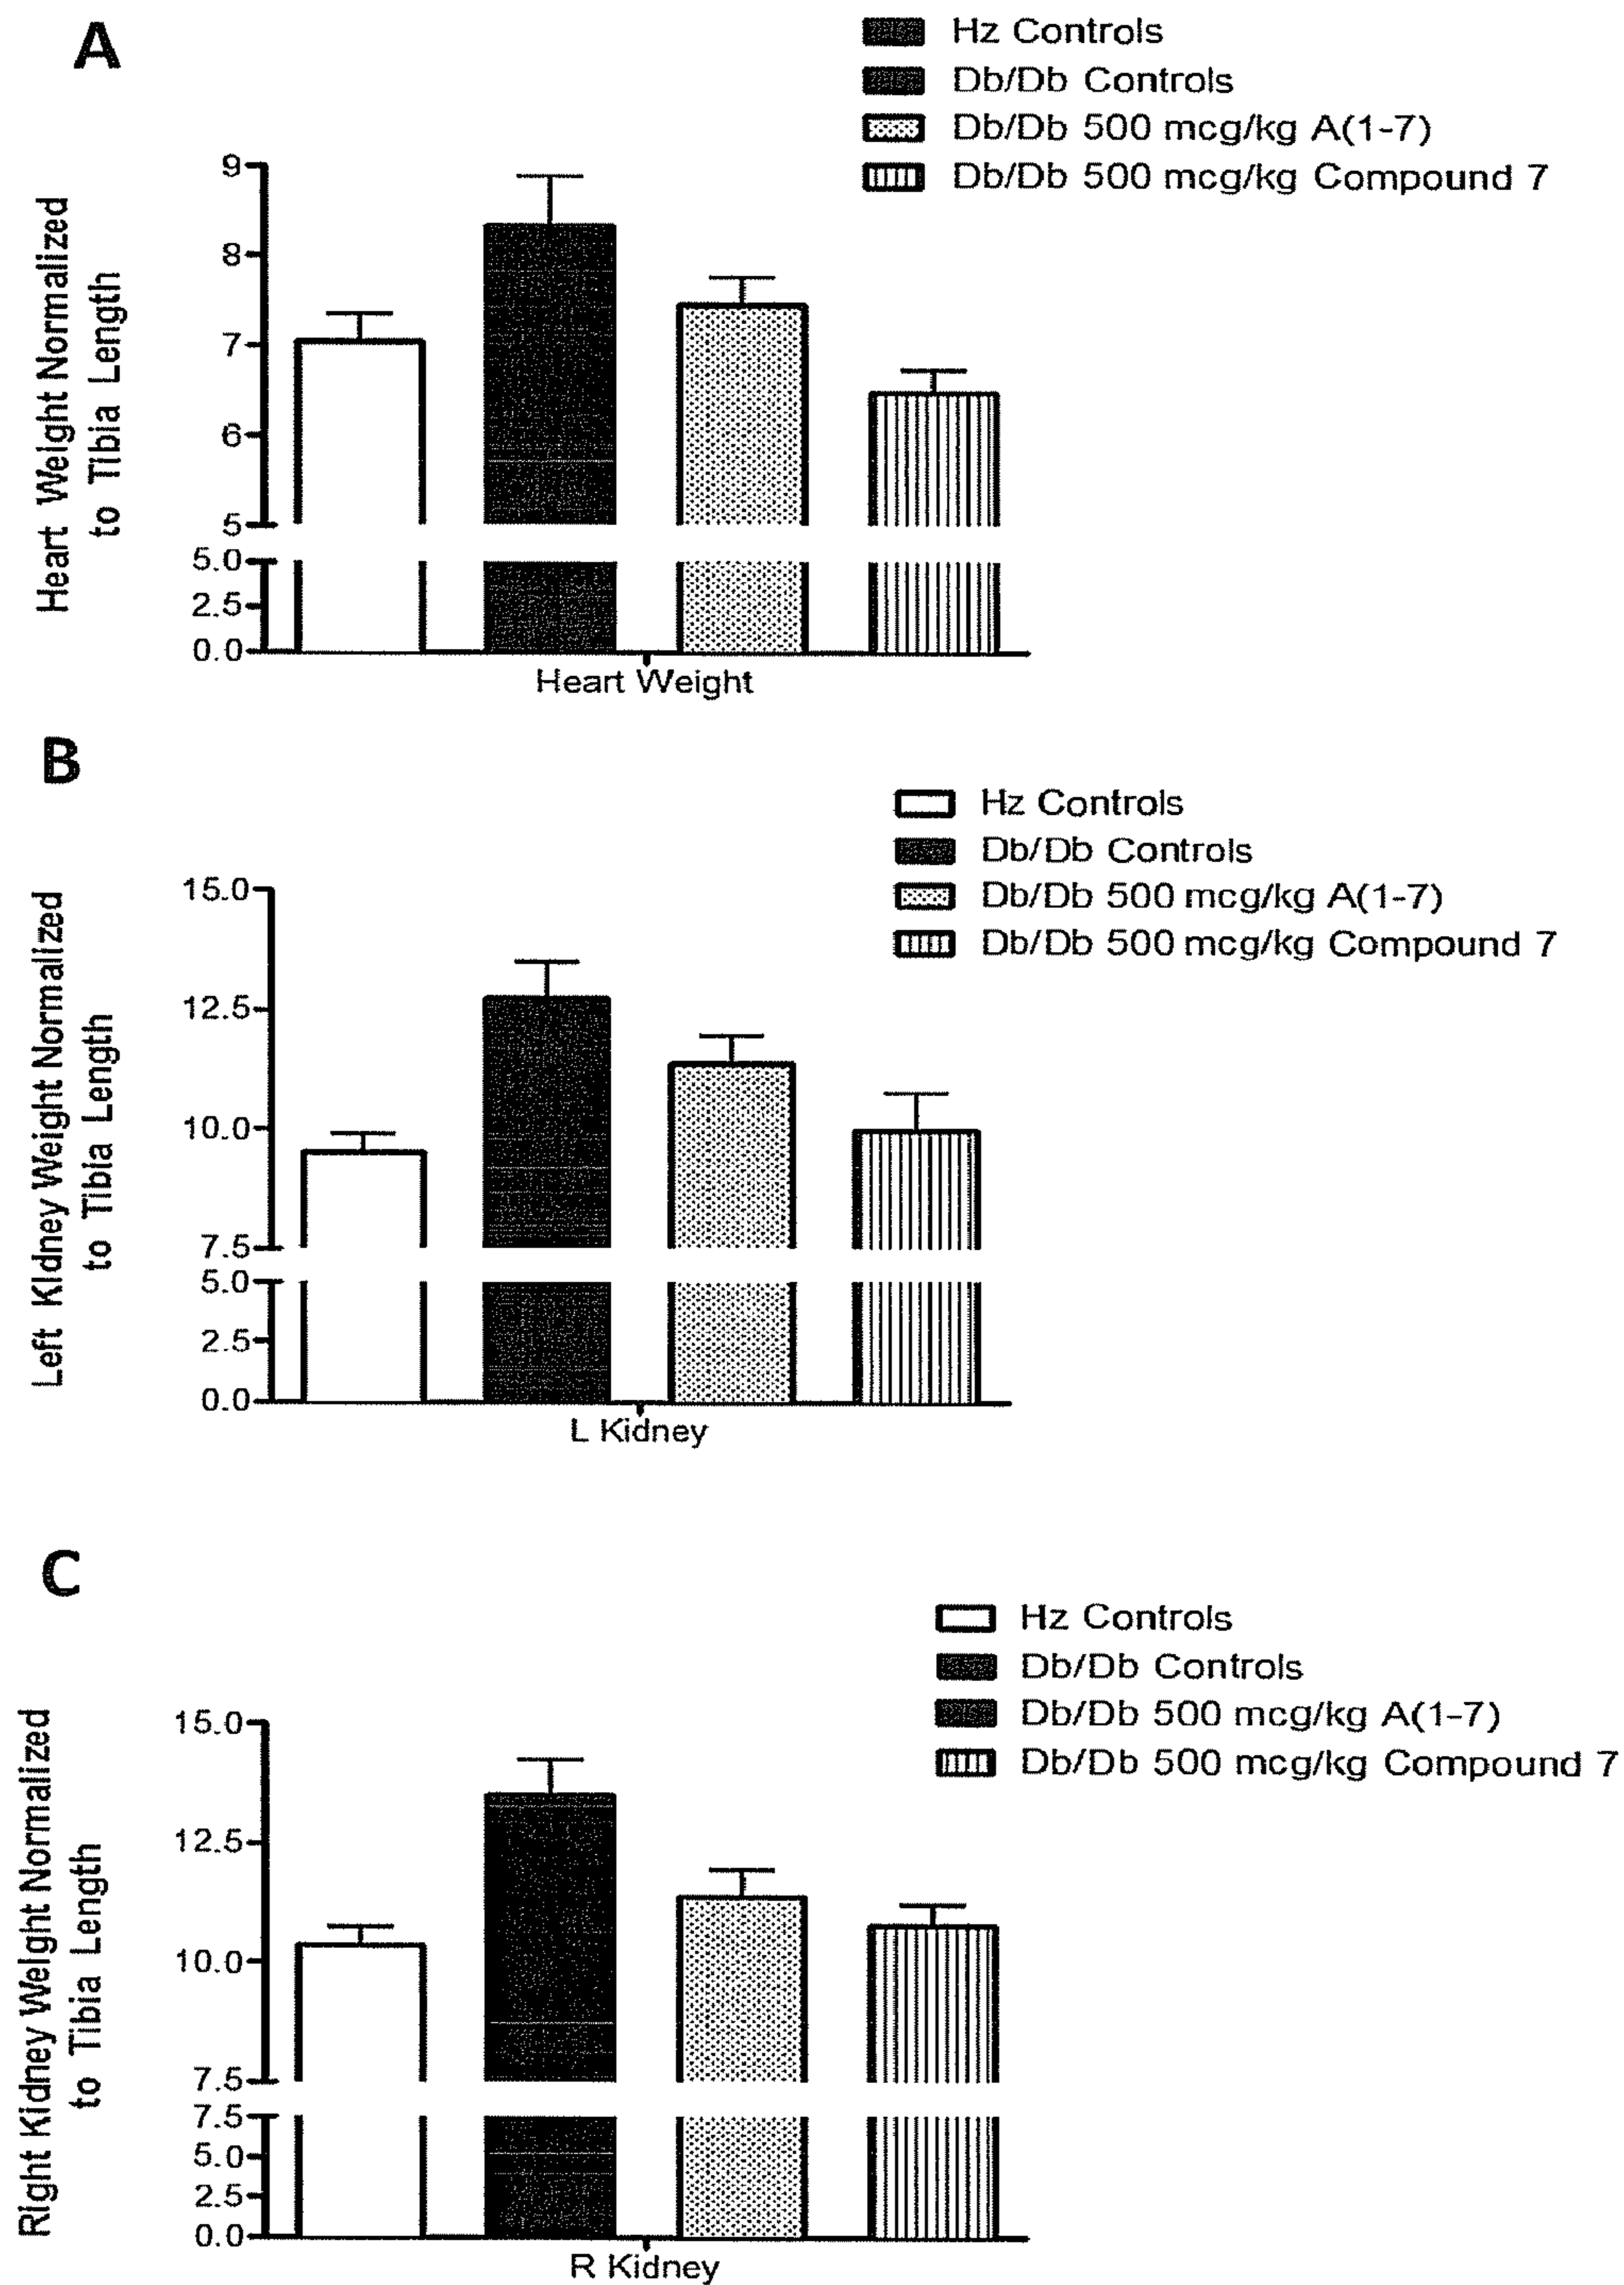 A
Hz Controls
Db/Db Controls
Db/Db 500 mcg/kg A(1-7)
Db/Db 500 mcg/kg Compound 7
Heart Weight Normalized
to Tibia Length
9
8
7
6
5
5.0
2.5
0.0
Heart Weight
B
Hz Controls
Db/Db Controls
Db/Db 500 mcg/kg A(1-7)
Db/Db 500 mcg/kg Compound 7
Left Kidney Weight Normalized
to Tibia Length
15.0
12.5
10.0
7.5
5.0
2.5
0.0
L Kidney
C
Hz Controls
Db/Db Controls
Db/Db 500 mcg/kg A(1-7)
Db/Db 500 mcg/kg Compound 7
Right Kidney Weight Normalized
to Tibia Length
15.0
12.5
10.0
7.5
7.5
5.0
2.5
0.0
R Kidney